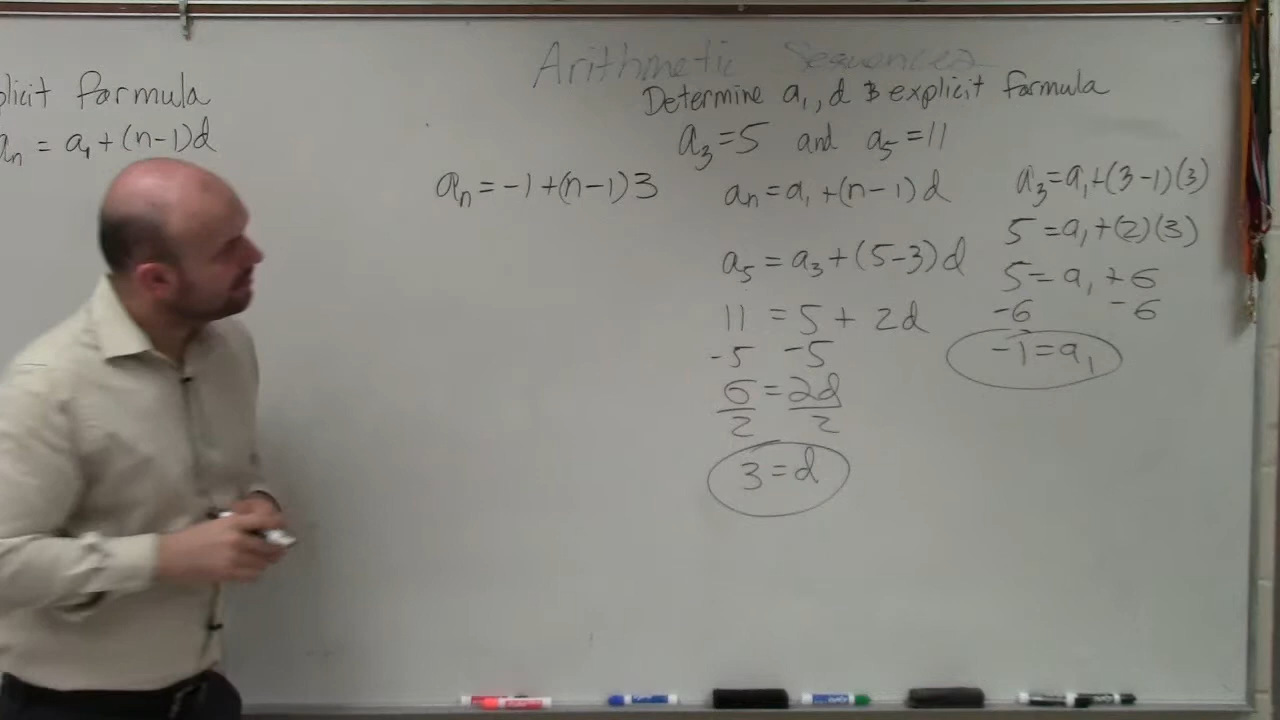 Arithmetic Sequences
plicit formula
an = a1 + (n-1)d
Determine a1, d & explicit formula
a3=5 and a5=11
an = -1+(n-1)3
an = a1 + (n-1)d
a5 = a3 + (5-3)d
11 = 5 + 2d
-5 -5
6 = 2d
2 2
3 = d
a3=a1+(3-1)(3)
5 = a1+(2)(3)
5 = a1 + 6
-6 -6
-1 = a1